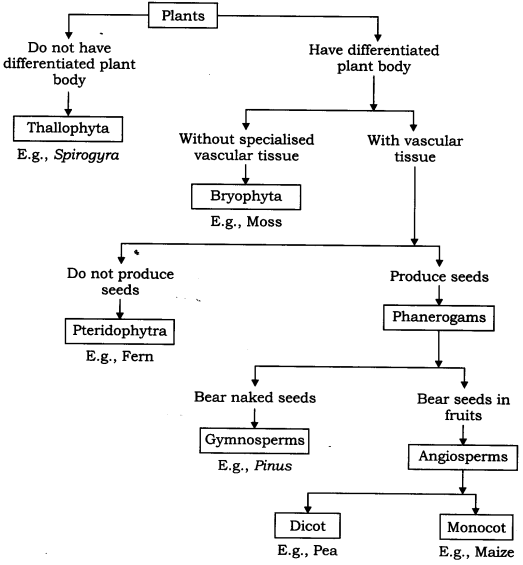 Plants
Do not have
differentiated plant
body
Have differentiated
plant body
Thallophyta
E.g., Spirogyra
Without specialised
vascular tissue
With vascular
tissue
Bryophyta
E.g., Moss
Do not produce
seeds
Produce seeds
Pteridophytra
E.g., Fern
Phanerogams
Bear naked seeds
Bear seeds in
fruits
Gymnosperms
E.g., Pinus
Angiosperms
Dicot
E.g., Pea
Monocot
E.g., Maize